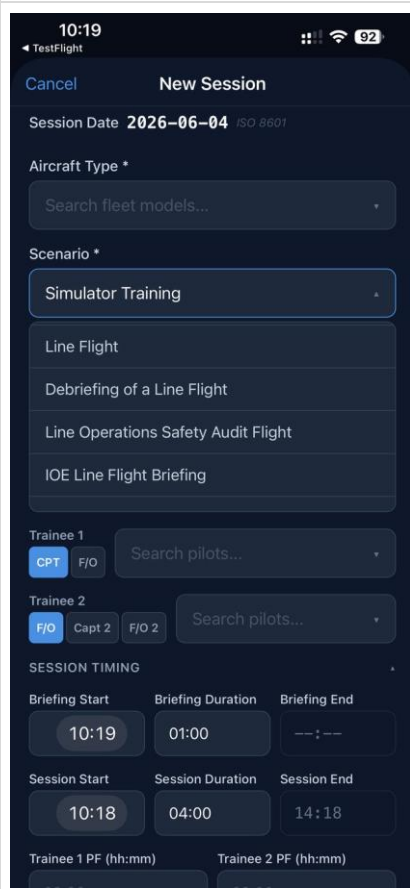 10:19
92
◄ TestFlight
Cancel New Session
Session Date 2026-06-04 ISO 8601
Aircraft Type *
Search fleet models...
Scenario *
Simulator Training
Line Flight
Debriefing of a Line Flight
Line Operations Safety Audit Flight
IOE Line Flight Briefing
Trainee 1
CPT F/O Search pilots...
Trainee 2
F/O Capt 2 F/O 2 Search pilots...
SESSION TIMING
Briefing Start Briefing Duration Briefing End
10:19 01:00 --:--
Session Start Session Duration Session End
10:18 04:00 14:18
Trainee 1 PF (hh:mm) Trainee 2 PF (hh:mm)